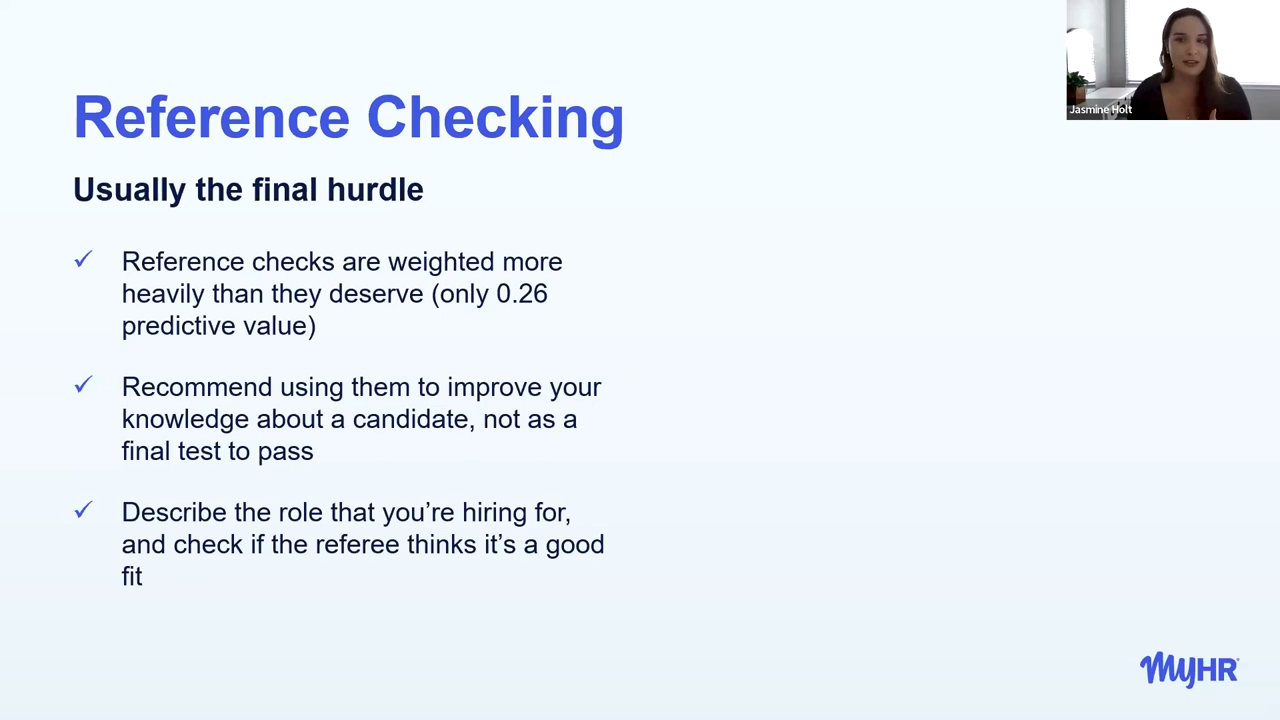 Jasmine Holt
Reference Checking
Usually the final hurdle
✓ Reference checks are weighted more
heavily than they deserve (only 0.26
predictive value)
✓ Recommend using them to improve your
knowledge about a candidate, not as a
final test to pass
✓ Describe the role that you’re hiring for,
and check if the referee thinks it’s a good
fit
MyHR